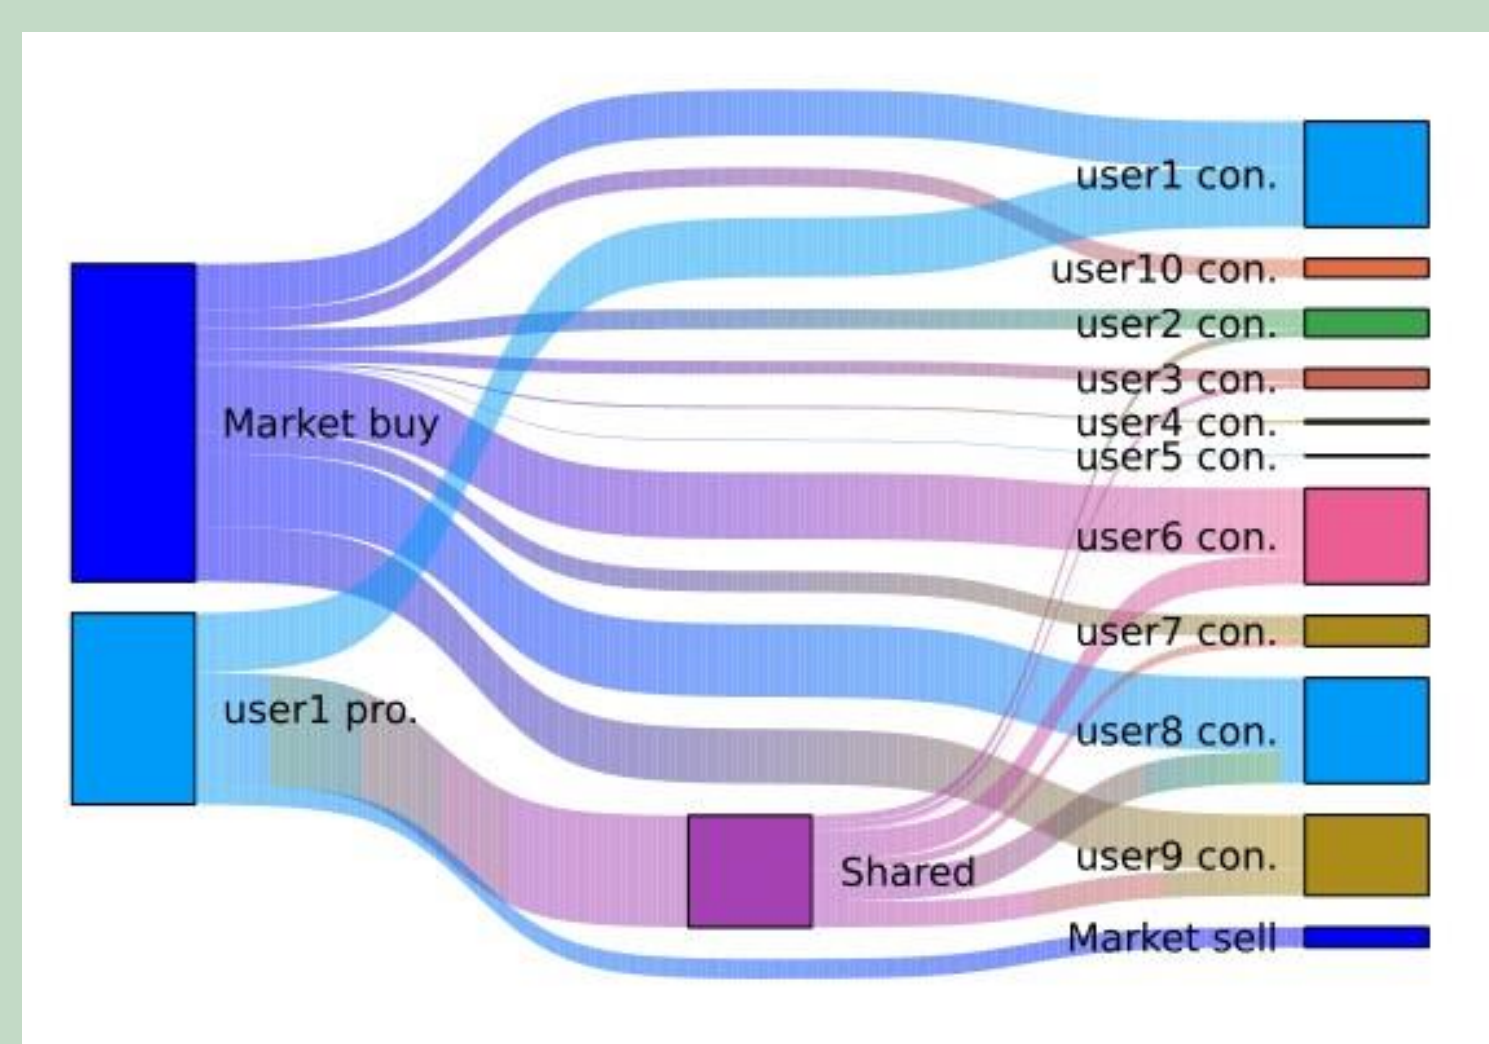 user1 con.
user10 con.
user2 con.
user3 con.
Market buy
user4 con.
user5 con.
user6 con.
user7 con.
user1 pro.
user8 con.
Shared
user9 con.
Market sell